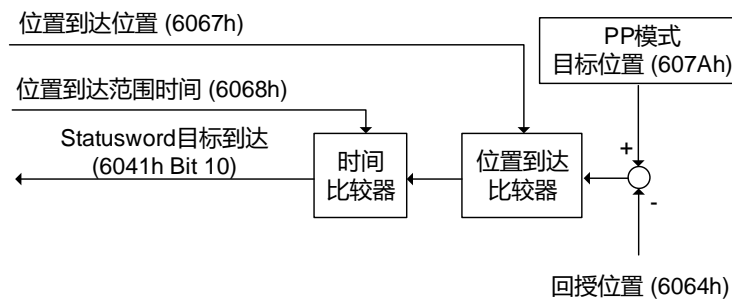 位置到达位置 (6067h)
PP模式
目标位置 (607Ah)
位置到达范围时间 (6068h)
Statusword目标到达
(6041h Bit 10)
时间
比较器
位置到达
比较器
+
-
回授位置 (6064h)